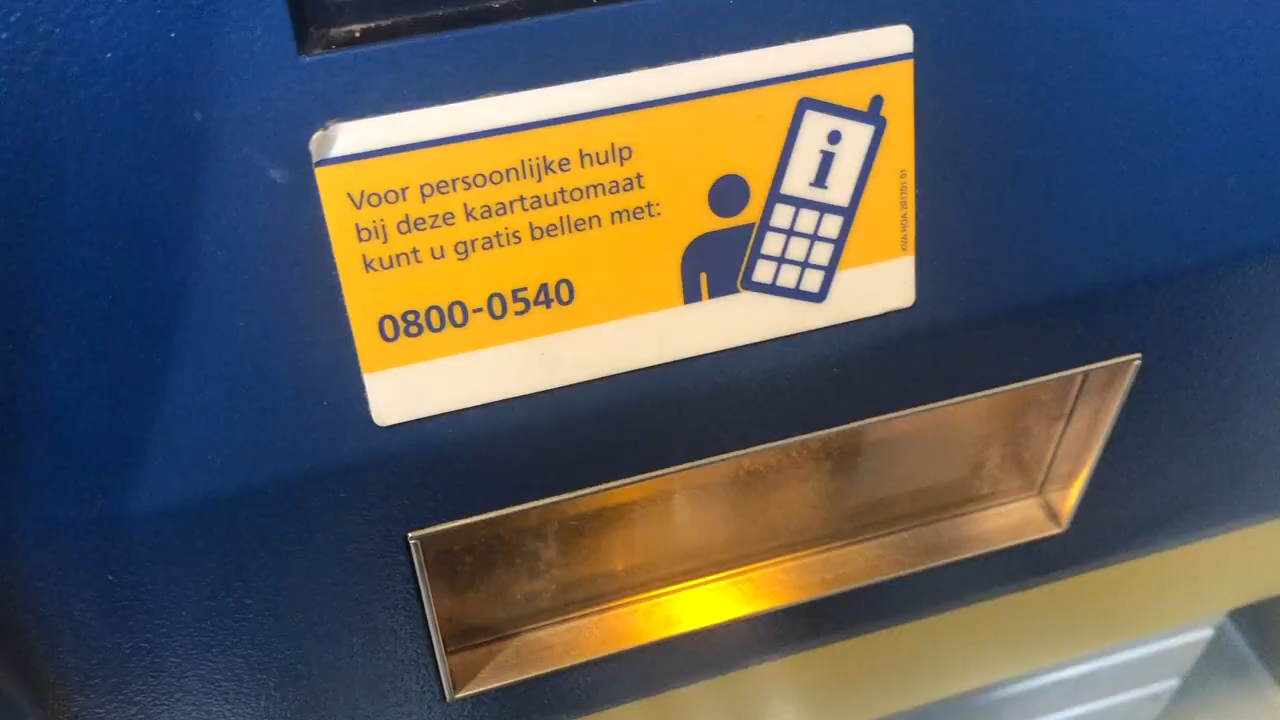 Voor persoonlijke hulp
bij deze kaartautomaat
kunt u gratis bellen met:
0800-0540
i